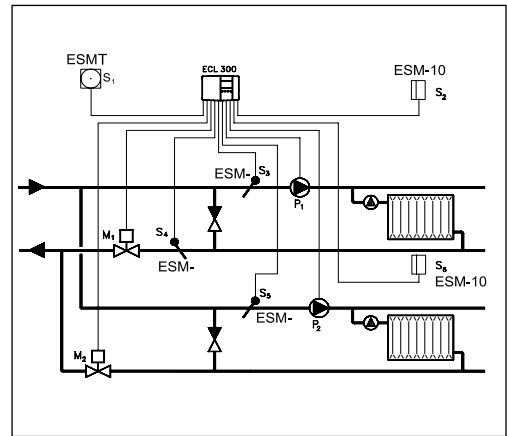 ESMT
S1
ECL 300
ESM-10
S2
S3
ESM-
P1
S4
M1
ESM-
S6
ESM-10
S5
ESM-
P2
M2